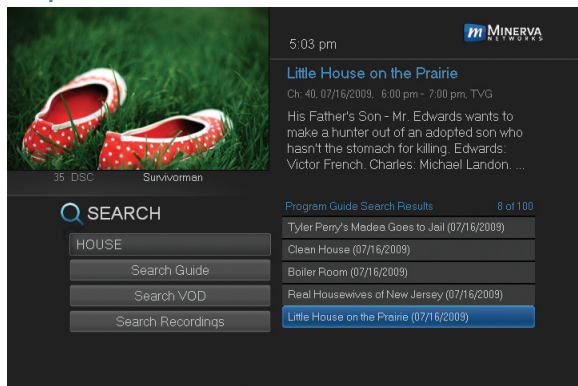 5:03 pm
m MINERVA
NETWORKS
Little House on the Prairie
Ch: 40, 07/16/2009, 6:00 pm - 7:00 pm, TVG
His Father's Son - Mr. Edwards wants to
make a hunter out of an adopted son who
hasn't the stomach for killing. Edwards:
Victor French. Charles: Michael Landon. ...
35 DSC Survivorman
SEARCH
HOUSE
Search Guide
Search VOD
Search Recordings
Program Guide Search Results 8 of 100
Tyler Perry's Madea Goes to Jail (07/16/2009)
Clean House (07/16/2009)
Boiler Room (07/16/2009)
Real Housewives of New Jersey (07/16/2009)
Little House on the Prairie (07/16/2009)